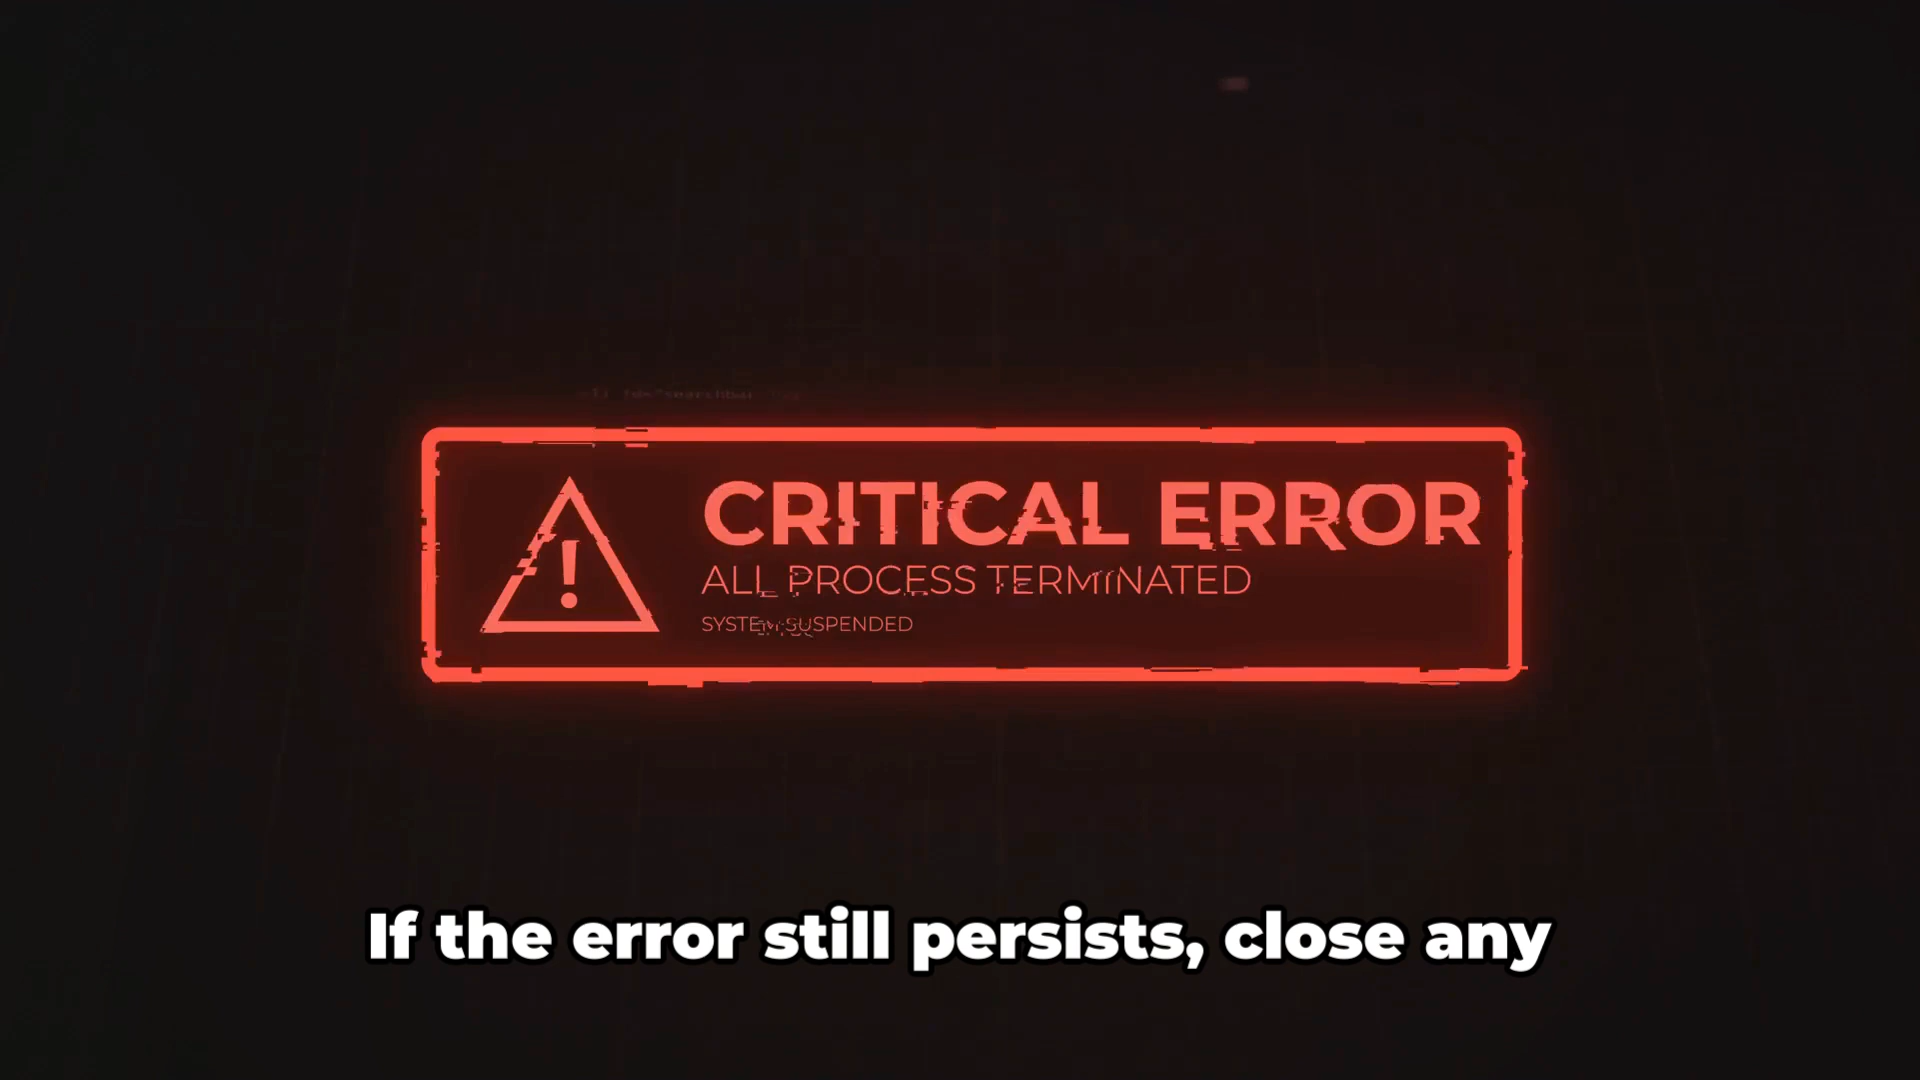 CRITICAL ERROR
ALL PROCESS TERMINATED
SYSTEM SUSPENDED
If the error still persists, close any